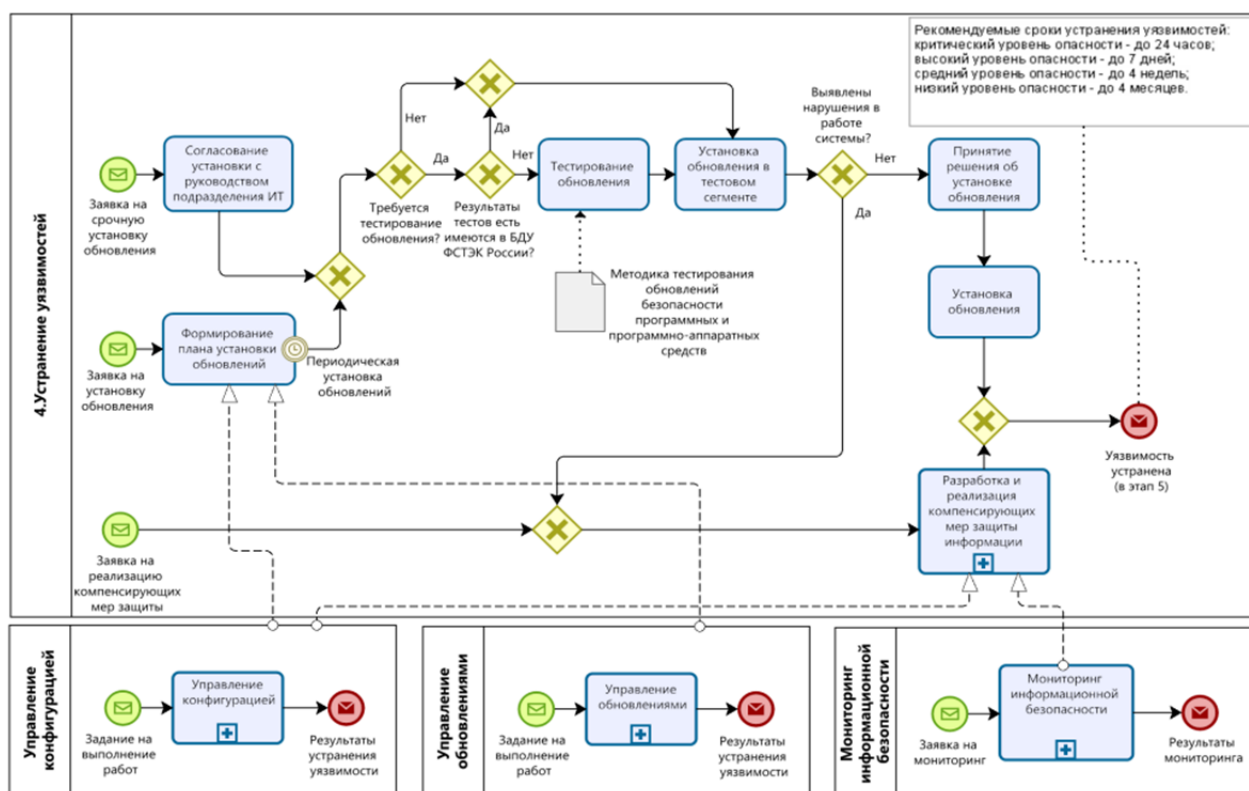 Рекомендуемые сроки устранения уязвимостей:
критический уровень опасности - до 24 часов;
высокий уровень опасности - до 7 дней;
средний уровень опасности - до 4 недель;
низкий уровень опасности - до 4 месяцев.
4.Устранение уязвимостей
Заявка на
срочную
установку
обновления
Согласование
установки с
руководством
подразделения ИТ
Заявка на
установку
обновления
Формирование
плана установки
обновлений
Периодическая
установка
обновлений
Требуется
тестирование
обновления?
Нет
Да
Результаты
тестов есть
имеются в БДУ
ФСТЭК России?
Да
Нет
Тестирование
обновления
Методика тестирования
обновлений
безопасности
программных и
программно-аппаратных
средств
Установка
обновления в
тестовом
сегменте
Выявлены
нарушения в
работе
системы?
Нет
Да
Принятие
решения об
установке
обновления
Установка
обновления
Уязвимость
устранена
(в этап 5)
Заявка на
реализацию
компенсирующих
мер защиты
Разработка и
реализация
компенсирующих
мер защиты
информации
Управление
конфигурацией
Задание на
выполнение
работ
Управление
конфигурацией
Результаты
устранения
уязвимости
Управление
обновлениями
Задание на
выполнение
работ
Управление
обновлениями
Результаты
устранения
уязвимости
Мониторинг
информационной
безопасности
Заявка на
мониторинг
Мониторинг
информационной
безопасности
Результаты
мониторинга